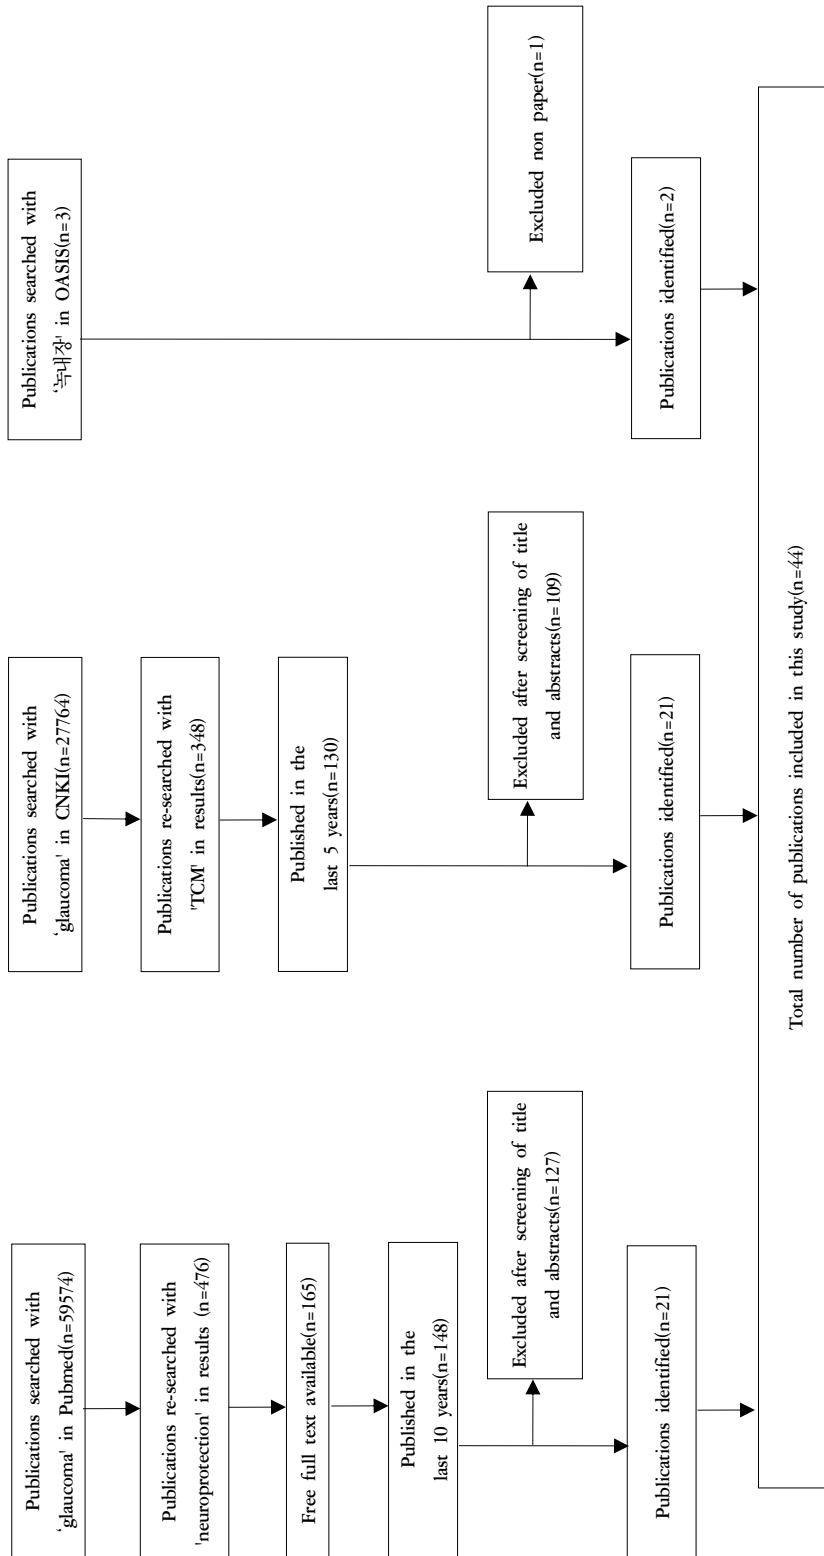 Publications searched with
‘glaucoma' in Pubmed(n=59574)
Publications re-searched with
'neuroprotection' in results (n=476)
Free full text available(n=165)
Published in the
last 10 years(n=148)
Excluded after screening of title
and abstracts(n=127)
Publications identified(n=21)
Publications searched with
‘glaucoma' in CNKI(n=27764)
Publications re-searched with
'TCM' in results(n=348)
Published in the
last 5 years(n=130)
Excluded after screening of title
and abstracts(n=109)
Publications identified(n=21)
Publications searched with
‘녹내장' in OASIS(n=3)
Excluded non paper(n=1)
Publications identified(n=2)
Total number of publications included in this study(n=44)